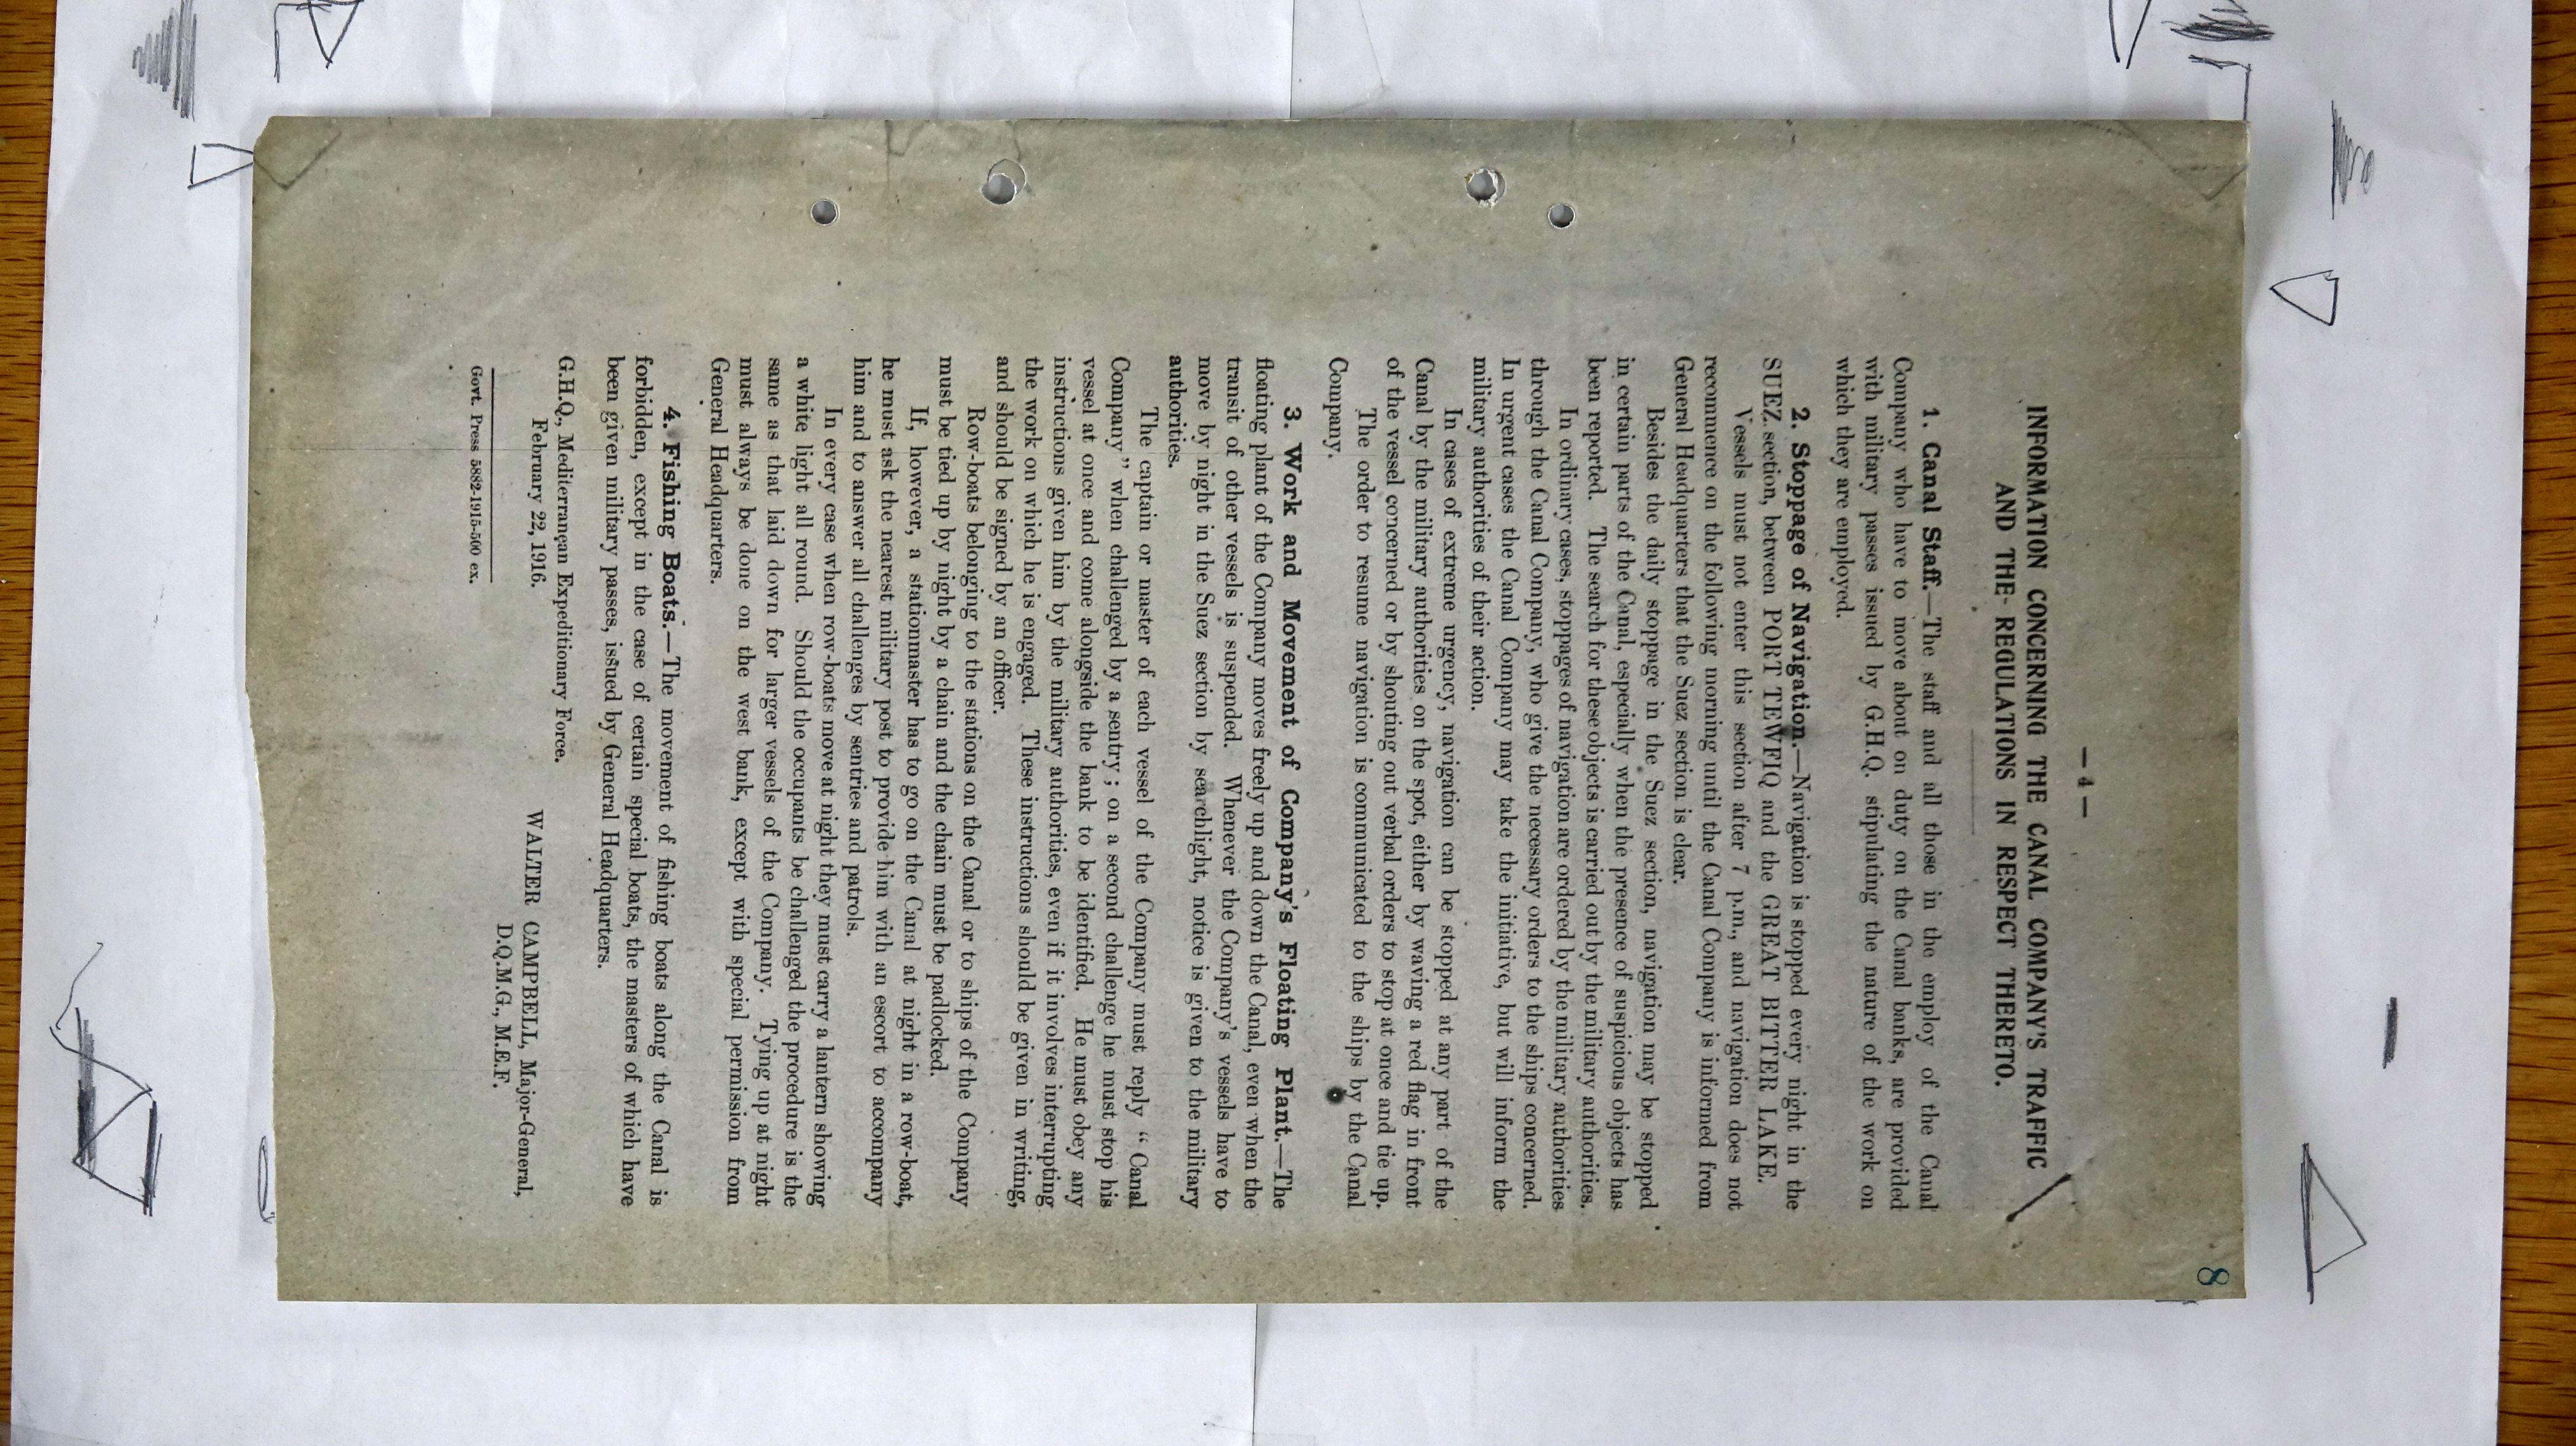 8
— 4 —
INFORMATION CONCERNING THE CANAL COMPANY'S TRAFFIC
AND THE REGULATIONS IN RESPECT THERETO.
1. Canal Staff.—The staff and all those in the employ of the Canal
Company who have to move about on duty on the Canal banks, are provided
with military passes issued by G.H.Q. stipulating the nature of the work on
which they are employed.
2. Stoppage of Navigation.—Navigation is stopped every night in the
SUEZ section, between PORT TEWFIQ and the GREAT BITTER LAKE.
Vessels must not enter this section after 7 p.m., and navigation does not
recommence on the following morning until the Canal Company is informed from
General Headquarters that the Suez section is clear.
Besides the daily stoppage in the Suez section, navigation may be stopped
in certain parts of the Canal, especially when the presence of suspicious objects has
been reported. The search for these objects is carried out by the military authorities.
In ordinary cases, stoppages of navigation are ordered by the military authorities
through the Canal Company, who give the necessary orders to the ships concerned.
In urgent cases the Canal Company may take the initiative, but will inform the
military authorities of their action.
In cases of extreme urgency, navigation can be stopped at any part of the
Canal by the military authorities on the spot, either by waving a red flag in front
of the vessel concerned or by shouting out verbal orders to stop at once and tie up.
The order to resume navigation is communicated to the ships by the Canal
Company.
3. Work and Movement of Company's Floating Plant.—The
floating plant of the Company moves freely up and down the Canal, even when the
transit of other vessels is suspended. Whenever the Company's vessels have to
move by night in the Suez section by searchlight, notice is given to the military
authorities.
The captain or master of each vessel of the Company must reply " Canal
Company " when challenged by a sentry ; on a second challenge he must stop his
vessel at once and come alongside the bank to be identified. He must obey any
instructions given him by the military authorities, even if it involves interrupting
the work on which he is engaged. These instructions should be given in writing,
and should be signed by an officer.
Row-boats belonging to the stations on the Canal or to ships of the Company
must be tied up by night by a chain and the chain must be padlocked.
If, however, a stationmaster has to go on the Canal at night in a row-boat,
he must ask the nearest military post to provide him with an escort to accompany
him and to answer all challenges by sentries and patrols.
In every case when row-boats move at night they must carry a lantern showing
a white light all round. Should the occupants be challenged the procedure is the
same as that laid down for larger vessels of the Company. Tying up at night
must always be done on the west bank, except with special permission from
General Headquarters.
4. Fishing Boats.—The movement of fishing boats along the Canal is
forbidden, except in the case of certain special boats, the masters of which have
been given military passes, issued by General Headquarters.
G.H.Q., Mediterranean Expeditionary Force.
February 22, 1916.
WALTER CAMPBELL, Major-General,
D.Q.M.G., M.E.F.
Govt. Press 5882-1915-500 ex.